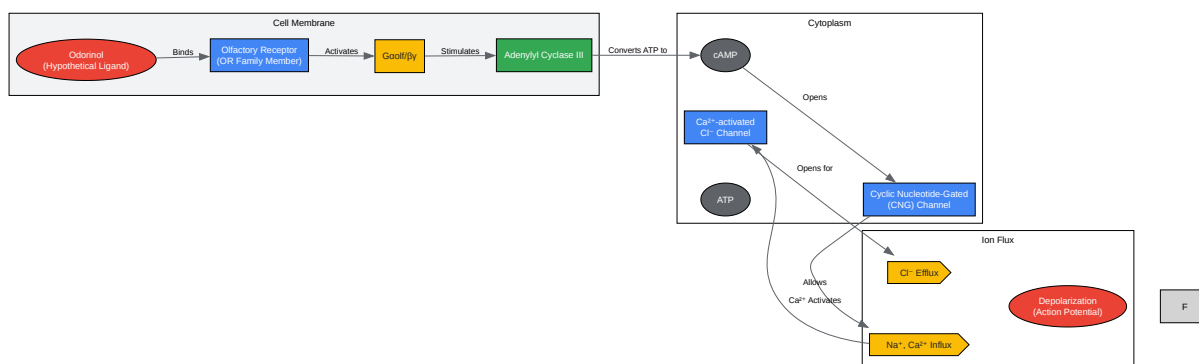 Cell Membrane
Odorinol
(Hypothetical Ligand)
Binds
Olfactory Receptor
(OR Family Member)
Activates
Gαolf/βγ
Stimulates
Adenylyl Cyclase III
Converts ATP to
Cytoplasm
cAMP
Opens
Ca²⁺-activated
Cl⁻ Channel
Opens for
ATP
Cyclic Nucleotide-Gated
(CNG) Channel
Ion Flux
Cl⁻ Efflux
Allows
Ca²⁺ Activates
Depolarization
(Action Potential)
F
Na⁺, Ca²⁺ Influx